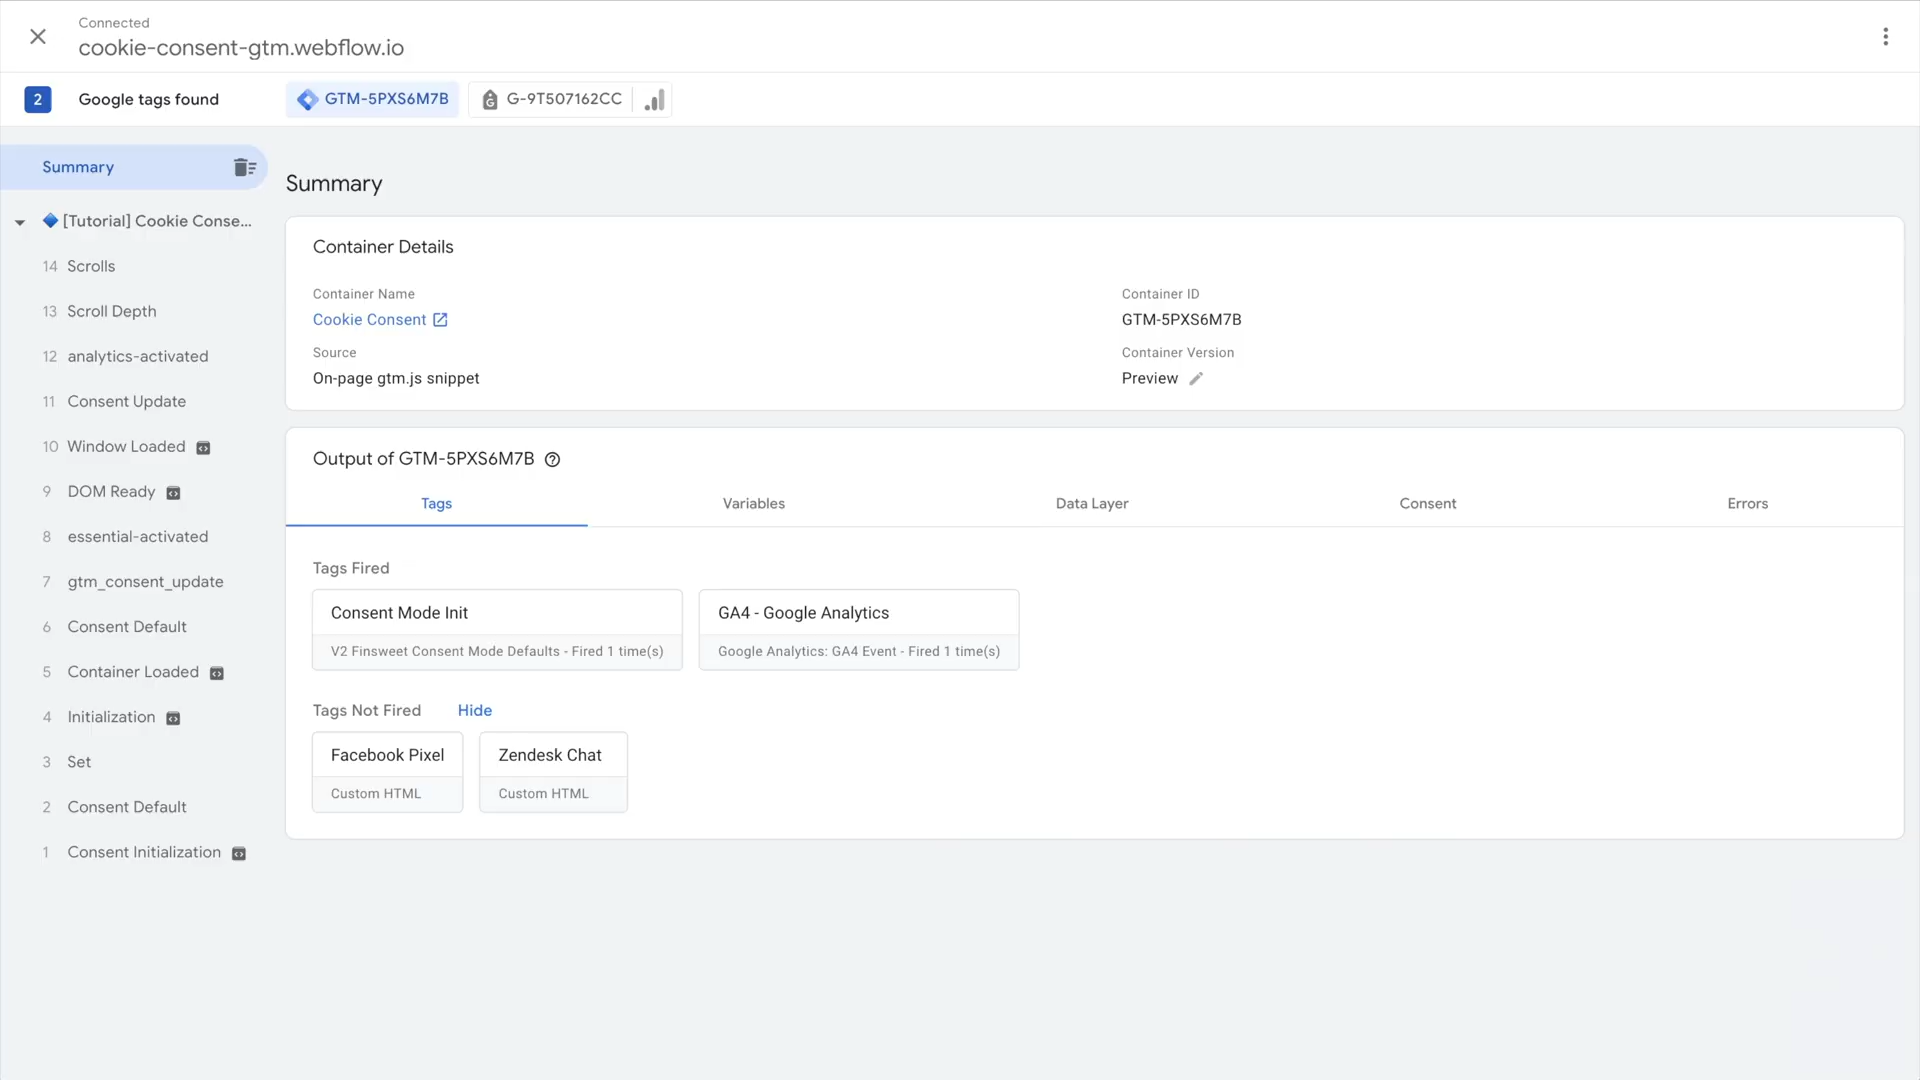 Connected
cookie-consent-gtm.webflow.io
2 Google tags found GTM-5PXS6M7B G-9T507162CC
Summary
[Tutorial] Cookie Conse...
14 Scrolls
13 Scroll Depth
12 analytics-activated
11 Consent Update
10 Window Loaded
9 DOM Ready
8 essential-activated
7 gtm_consent_update
6 Consent Default
5 Container Loaded
4 Initialization
3 Set
2 Consent Default
1 Consent Initialization
Summary
Container Details
Container Name
Cookie Consent
Container ID
GTM-5PXS6M7B
Source
On-page gtm.js snippet
Container Version
Preview
Output of GTM-5PXS6M7B
Tags Variables Data Layer Consent Errors
Tags Fired
Consent Mode Init
V2 Finsweet Consent Mode Defaults - Fired 1 time(s)
GA4 - Google Analytics
Google Analytics: GA4 Event - Fired 1 time(s)
Tags Not Fired Hide
Facebook Pixel
Custom HTML
Zendesk Chat
Custom HTML